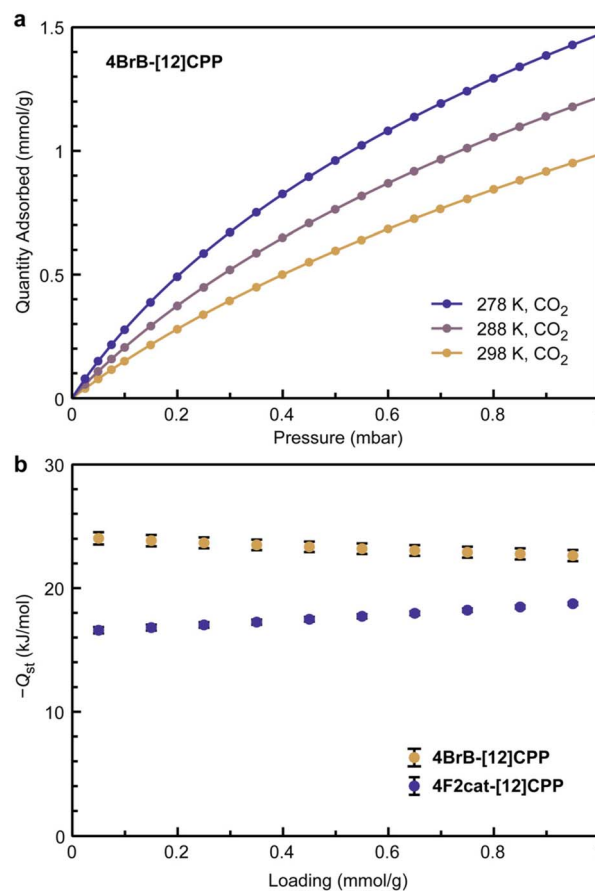 a
4BrB-[12]CPP
Quantity Adsorbed (mmol/g)
1.5
1
0.5
0
278 K, CO₂
288 K, CO₂
298 K, CO₂
0 0.2 0.4 0.6 0.8
Pressure (mbar)
b
−Qst (kJ/mol)
30
20
10
0
4BrB-[12]CPP
4F2cat-[12]CPP
0 0.2 0.4 0.6 0.8
Loading (mmol/g)